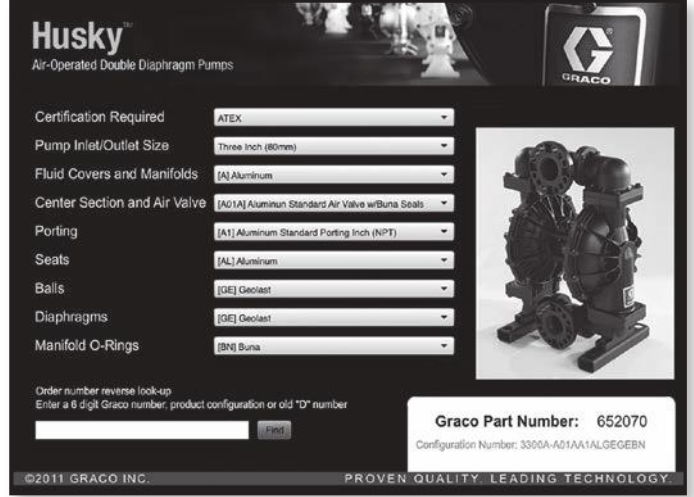 Husky™
Air-Operated Double Diaphragm Pumps
GRACO
Certification Required ATEX
Pump Inlet/Outlet Size Three Inch (80mm)
Fluid Covers and Manifolds [A] Aluminum
Center Section and Air Valve [A01A] Aluminun Standard Air Valve w/Buna Seals
Porting [A1] Aluminum Standard Porting Inch (NPT)
Seats [AL] Aluminum
Balls [GE] Geolast
Diaphragms [GE] Geolast
Manifold O-Rings [BN] Buna
Order number reverse look-up
Enter a 6 digit Graco number, product configuration or old "D" number
Find
Graco Part Number: 652070
Configuration Number: 3300A-A01AA1ALGEGEBN
©2011 GRACO INC. PROVEN QUALITY. LEADING TECHNOLOGY.